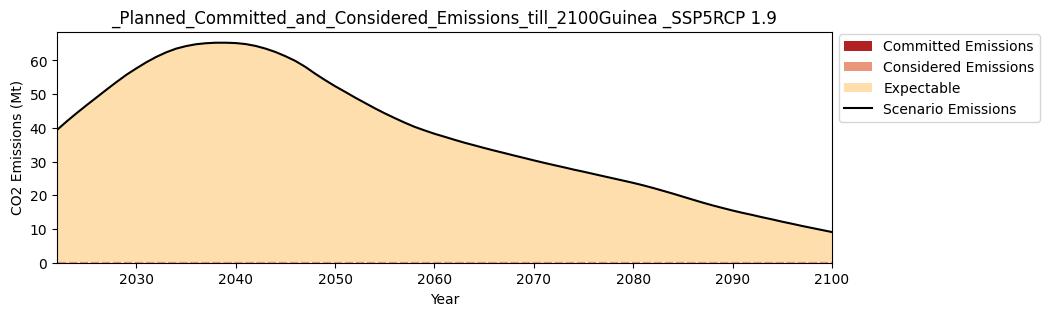 _Planned_Committed_and_Considered_Emissions_till_2100Guinea _SSP5RCP 1.9
Committed Emissions
Considered Emissions
Expectable
Scenario Emissions
CO2 Emissions (Mt)
60
50
40
30
20
10
0
2030 2040 2050 2060 2070 2080 2090 2100
Year